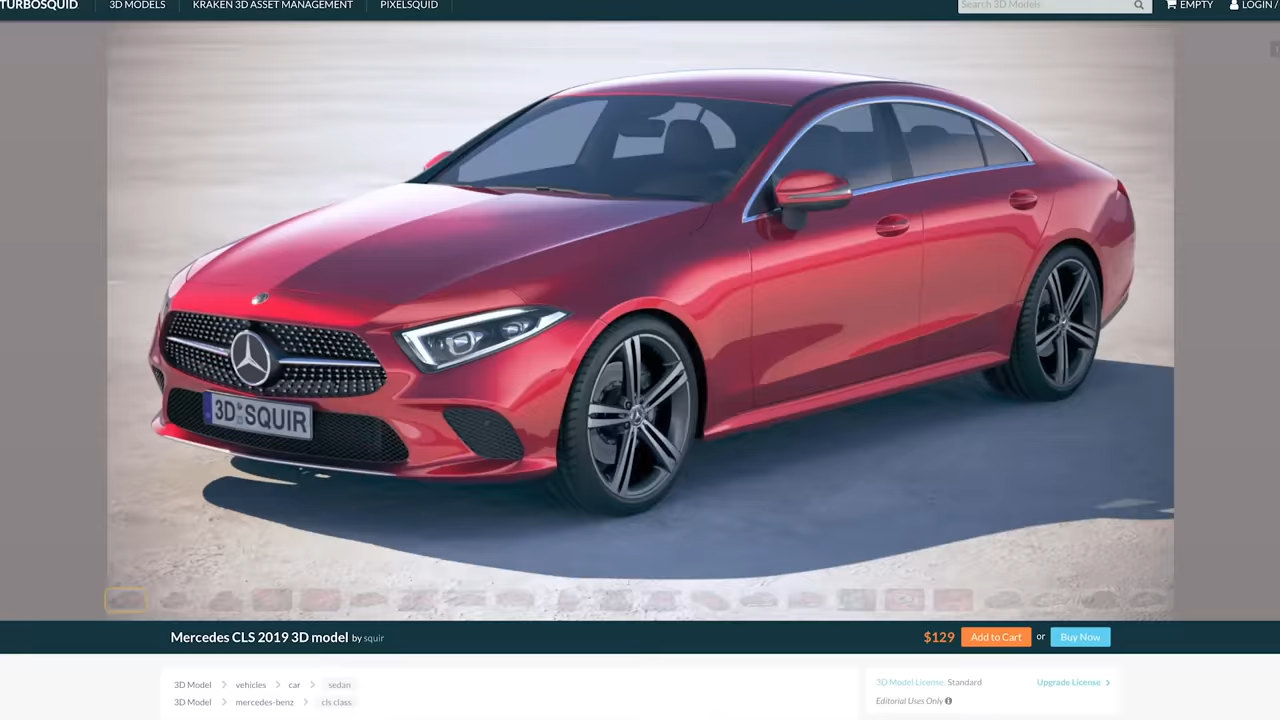 TURBOSQUID
3D MODELS
KRAKEN 3D ASSET MANAGEMENT
PIXELSQUID
Search 3D Models
EMPTY
LOGIN /
3D SQUIR
Mercedes CLS 2019 3D model by squir
$129
Add to Cart
or
Buy Now
3D Model vehicles car sedan
3D Model mercedes-benz cls class
3D Model License: Standard
Upgrade License
Editorial Uses Only